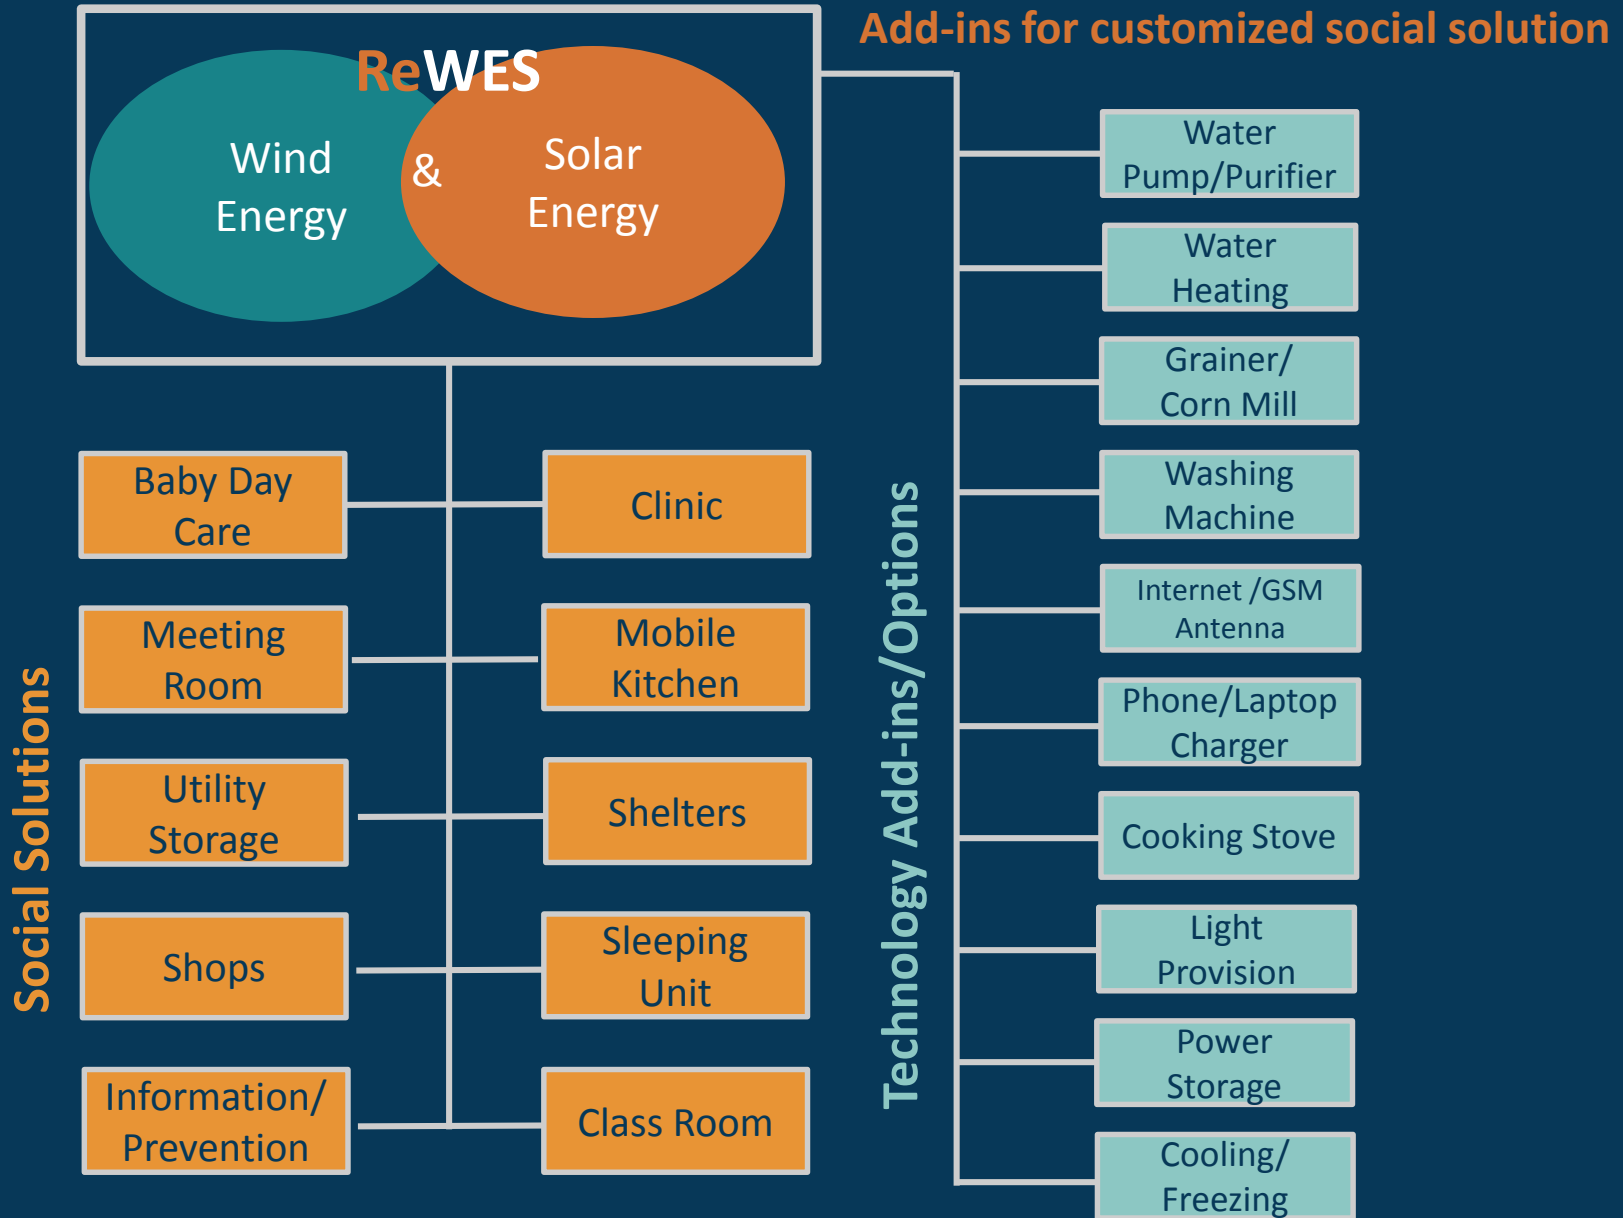 Add-ins for customized social solution
ReWES
Wind
Energy
&
Solar
Energy
Social Solutions
Baby Day
Care
Clinic
Meeting
Room
Mobile
Kitchen
Utility
Storage
Shelters
Shops
Sleeping
Unit
Information/
Prevention
Class Room
Technology Add-ins/Options
Water
Pump/Purifier
Water
Heating
Grainer/
Corn Mill
Washing
Machine
Internet /GSM
Antenna
Phone/Laptop
Charger
Cooking Stove
Light
Provision
Power
Storage
Cooling/
Freezing